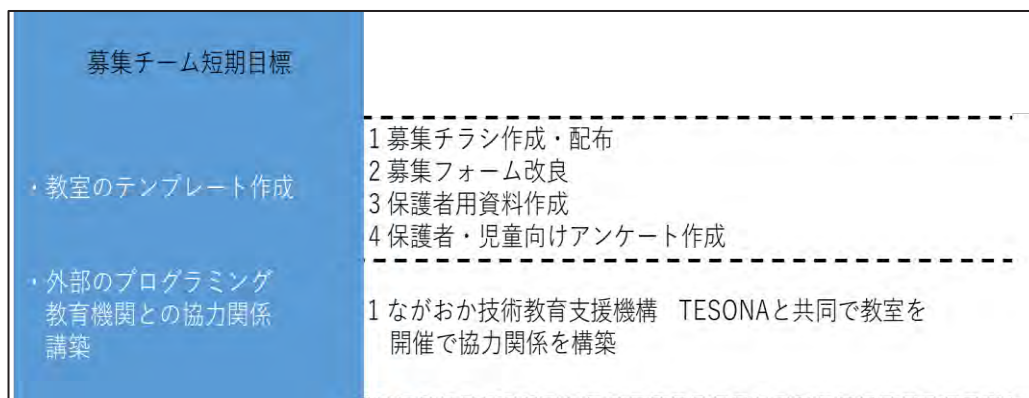 募集チーム短期目標
・教室のテンプレート作成
1 募集チラシ作成・配布
2 募集フォーム改良
3 保護者用資料作成
4 保護者・児童向けアンケート作成
・外部のプログラミング
教育機関との協力関係
講築
1 ながおか技術教育支援機構　TESONAと共同で教室を
開催で協力関係を構築